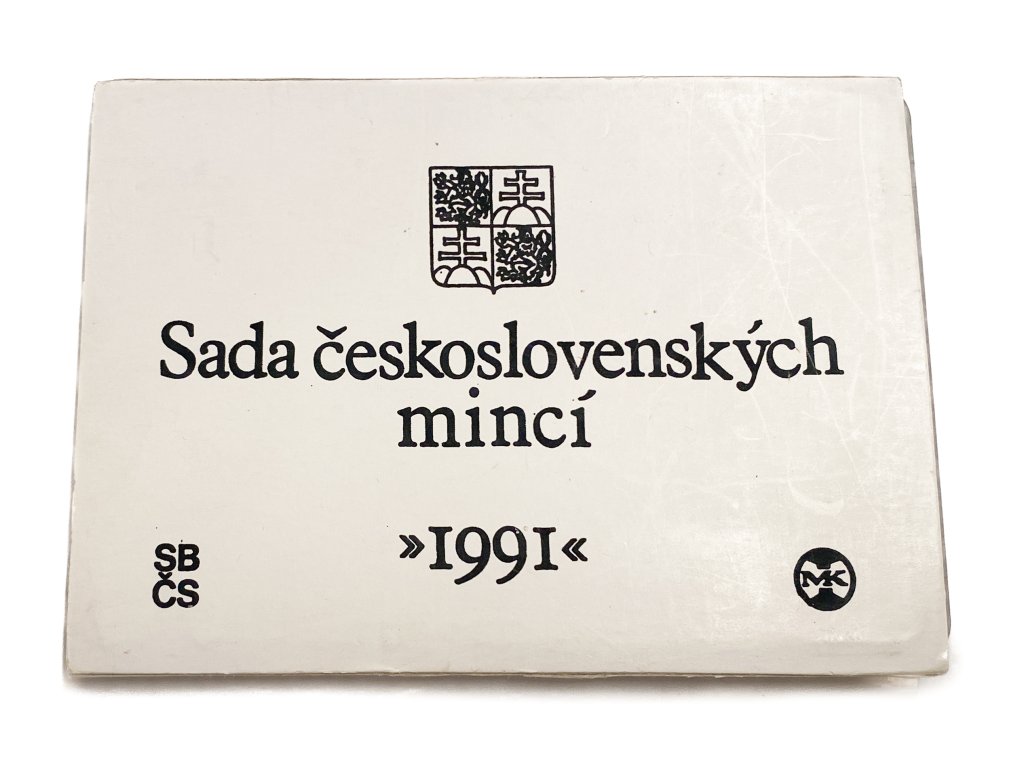 Sada československých
mincí
»1991«
SB
ČS
MK